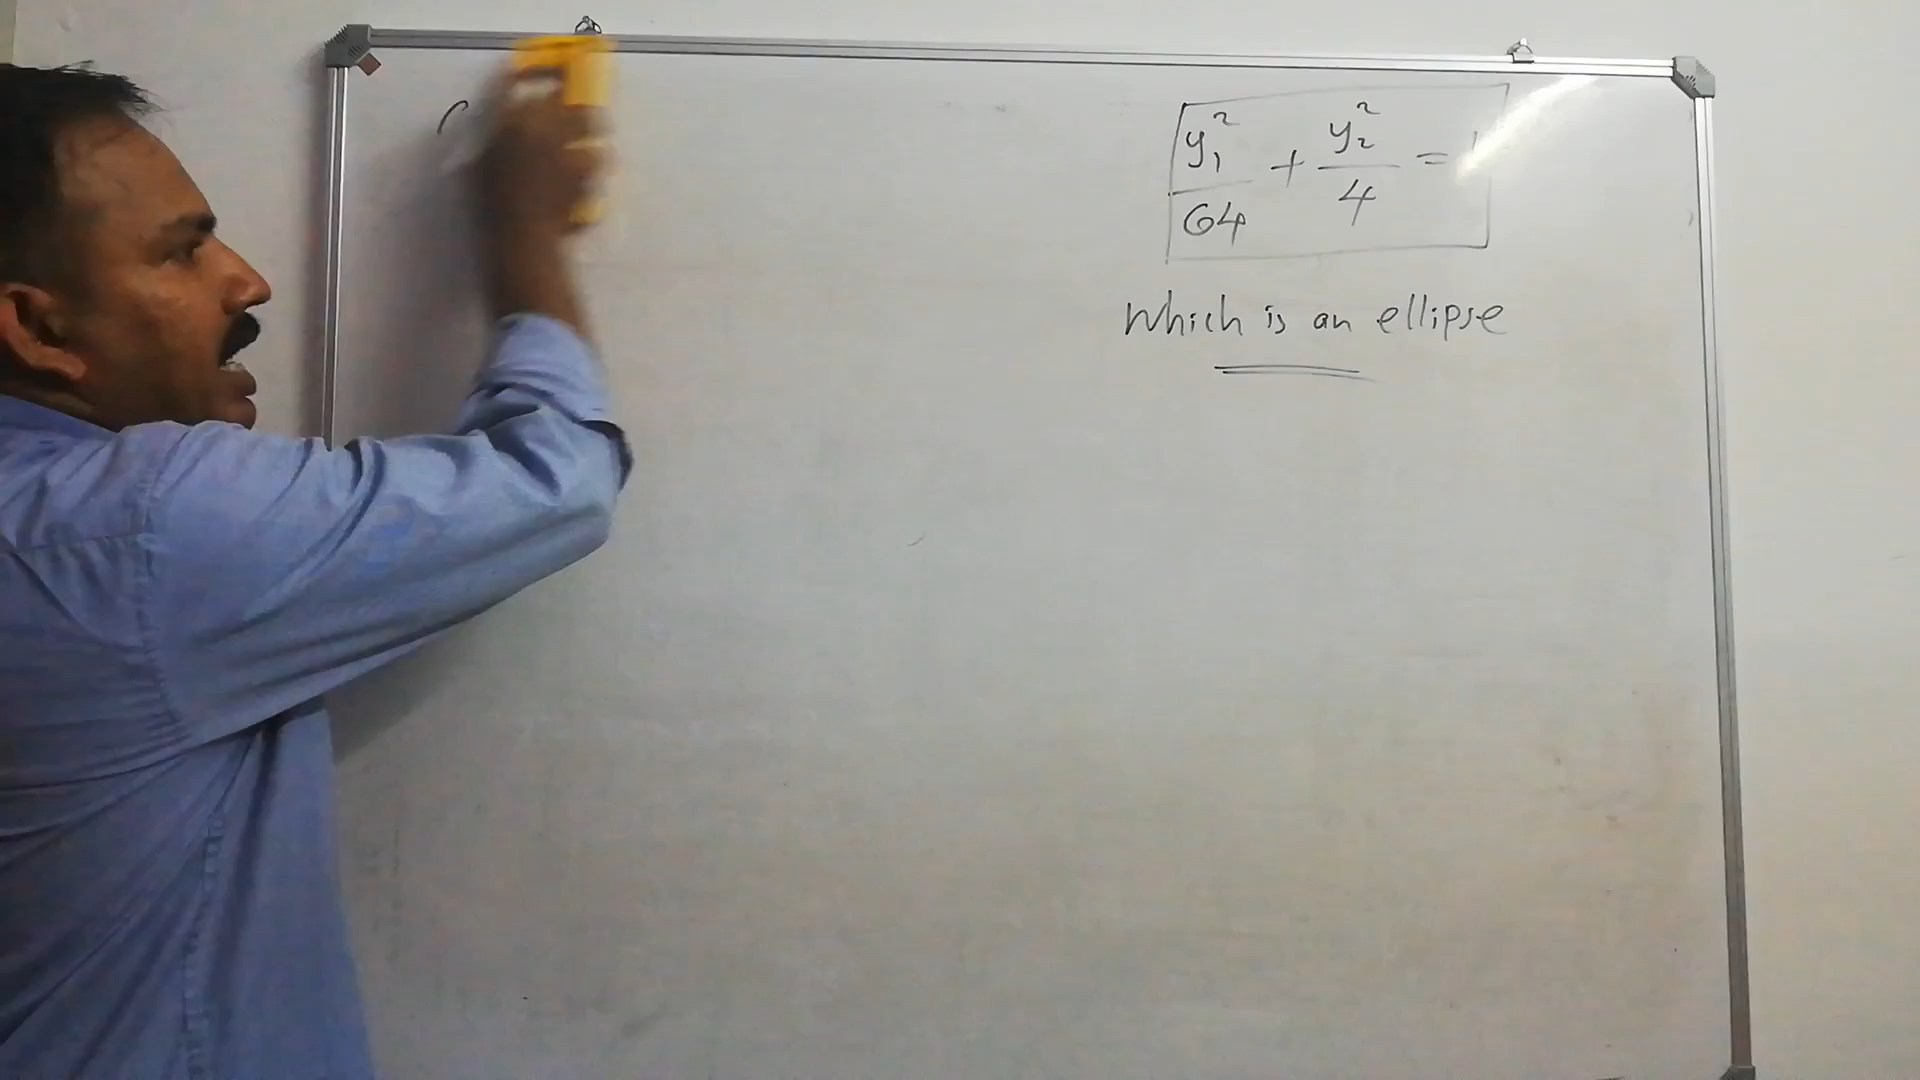 y₁²/64 + y₂²/4 = 1
which is an ellipse